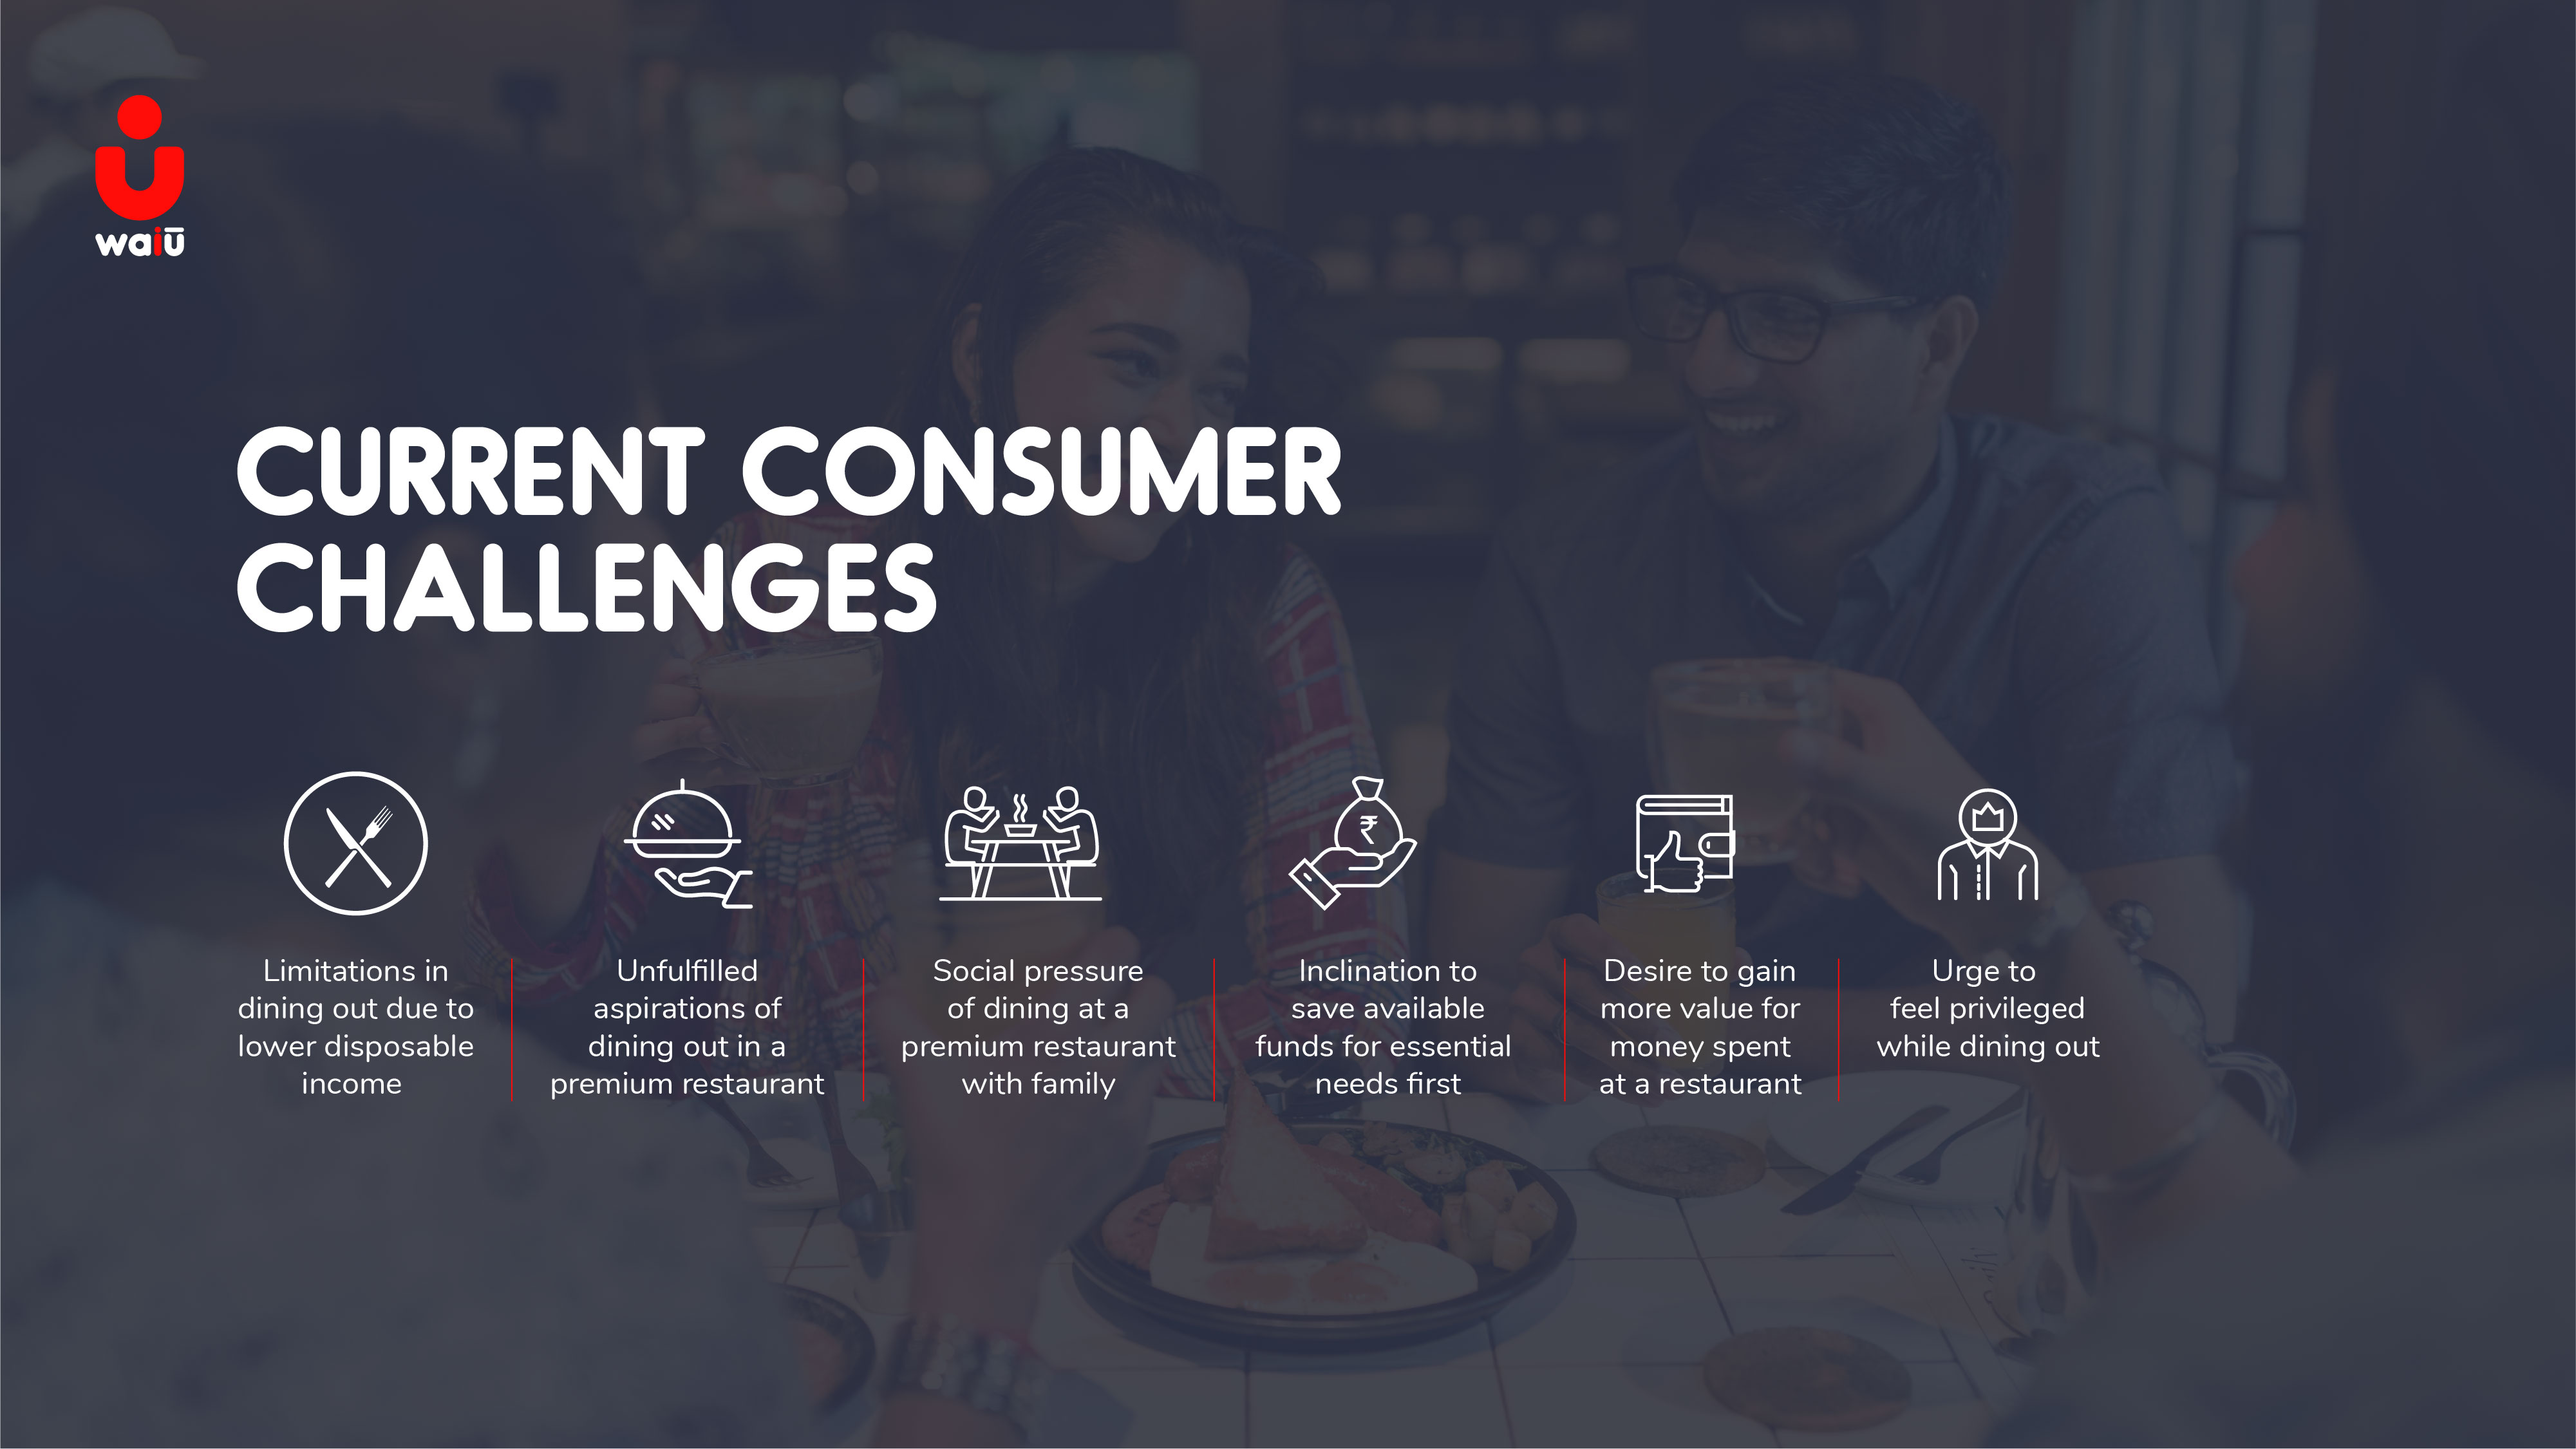 waiū
CURRENT CONSUMER
CHALLENGES
Limitations in
dining out due to
lower disposable
income
Unfulfilled
aspirations of
dining out in a
premium restaurant
Social pressure
of dining at a
premium restaurant
with family
₹
Inclination to
save available
funds for essential
needs first
Desire to gain
more value for
money spent
at a restaurant
Urge to
feel privileged
while dining out